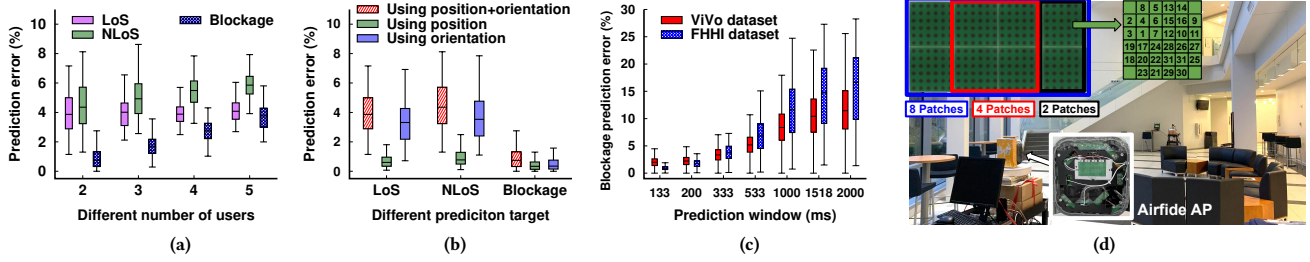 Prediction error (%)
12
10
8
6
4
2
0
LoS
NLoS
Blockage
2 3 4 5
Different number of users
(a)
Prediction error (%)
12
10
8
6
4
2
0
Using position+orientation
Using position
Using orientation
LoS NLoS Blockage
Different prediciton target
(b)
Blockage prediction error (%)
30
25
20
15
10
5
0
ViVo dataset
FHHI dataset
133 200 333 533 1000 1518 2000
Prediction window (ms)
(c)
8 Patches 4 Patches 2 Patches
8 5 13 14
2 4 6 15 16 9
1 3 7 12 10 11
19 17 24 28 26 27
18 20 22 31 31 25
23 21 29 30
Airfide AP
(d)